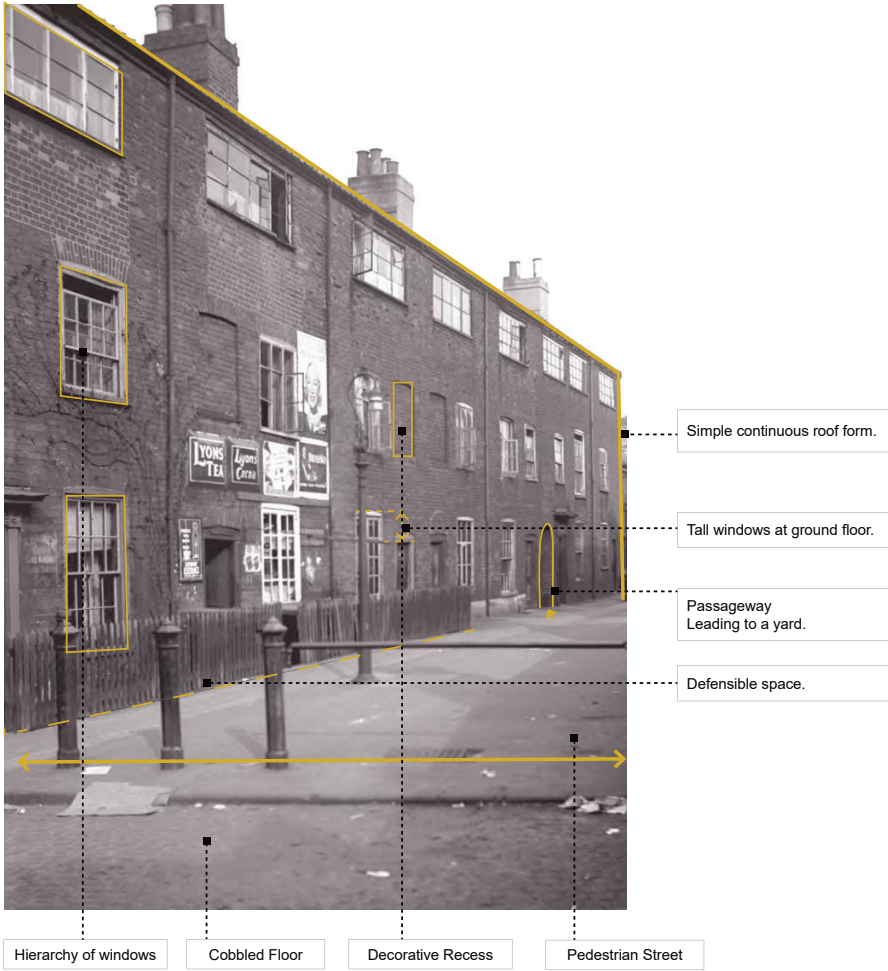 LYONS'
TEA
Lyons'
Cocoa
Simple continuous roof form.
Tall windows at ground floor.
Passageway
Leading to a yard.
Defensible space.
Hierarchy of windows
Cobbled Floor
Decorative Recess
Pedestrian Street